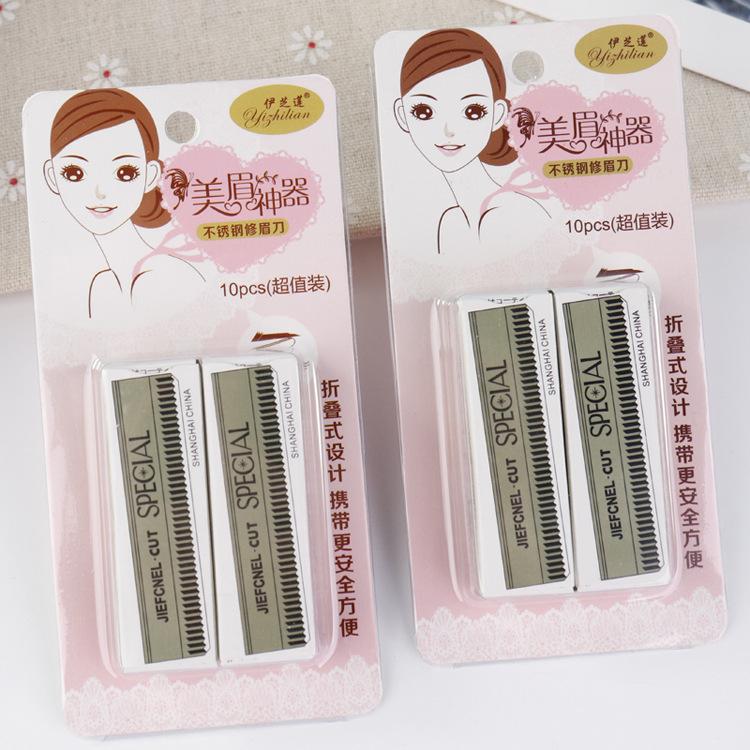 伊芝莲®
Yizhilian
美眉神器
不锈钢修眉刀
10pcs(超值装)
折叠式设计 携带更安全方便
JIEFCNEL·CUT SPECIAL
SHANGHAI CHINA
JIEFCNEL·CUT SPECIAL
SHANGHAI CHINA
伊芝莲®
Yizhilian
美眉神器
不锈钢修眉刀
10pcs(超值装)
折叠式设计 携带更安全方便
JIEFCNEL·CUT SPECIAL
SHANGHAI CHINA
JIEFCNEL·CUT SPECIAL
SHANGHAI CHINA